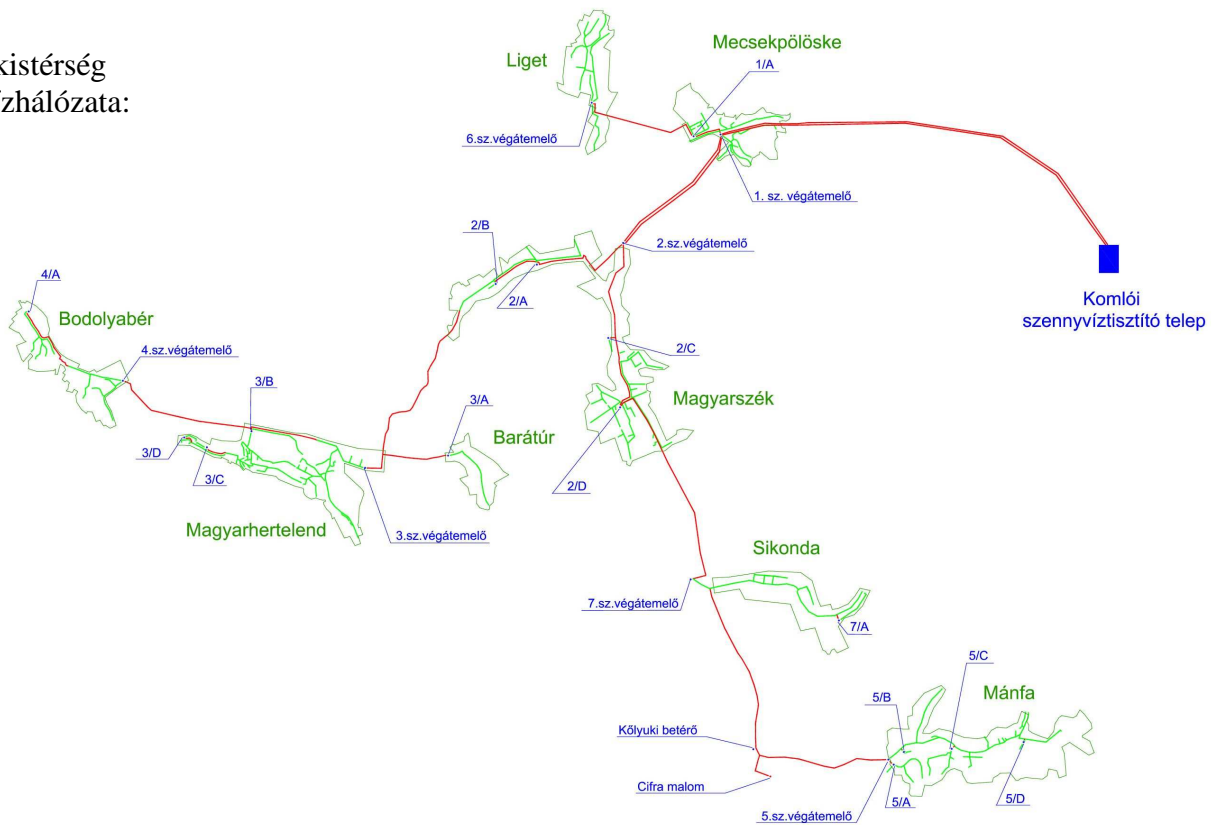 kistérség
ízhálózata:
Liget
Mecsekpölöske
1/A
6.sz.végátemelő
1. sz. végátemelő
2/B
2.sz.végátemelő
2/A
Komlói
szennyvíztisztító telep
4/A
Bodolyabér
4.sz.végátemelő
2/C
3/B
3/A
Magyarszék
Barátúr
3/D
3/C
2/D
Magyarhertelend
3.sz.végátemelő
Sikonda
7.sz.végátemelő
7/A
5/C
5/B
Mánfa
Kőlyuki betérő
Cifra malom
5/A
5/D
5.sz.végátemelő